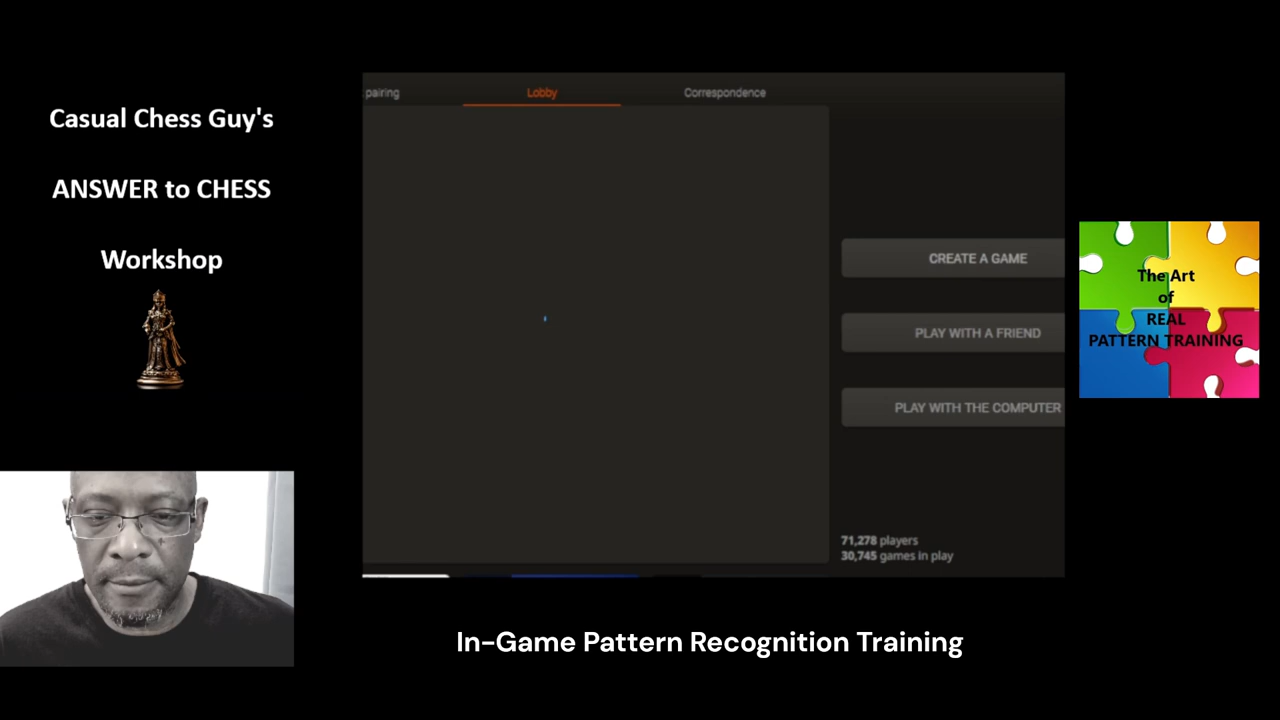 Casual Chess Guy's
ANSWER to CHESS
Workshop
pairing
Lobby
Correspondence
CREATE A GAME
PLAY WITH A FRIEND
PLAY WITH THE COMPUTER
71,278 players
30,745 games in play
The Art
of
REAL
PATTERN TRAINING
In-Game Pattern Recognition Training